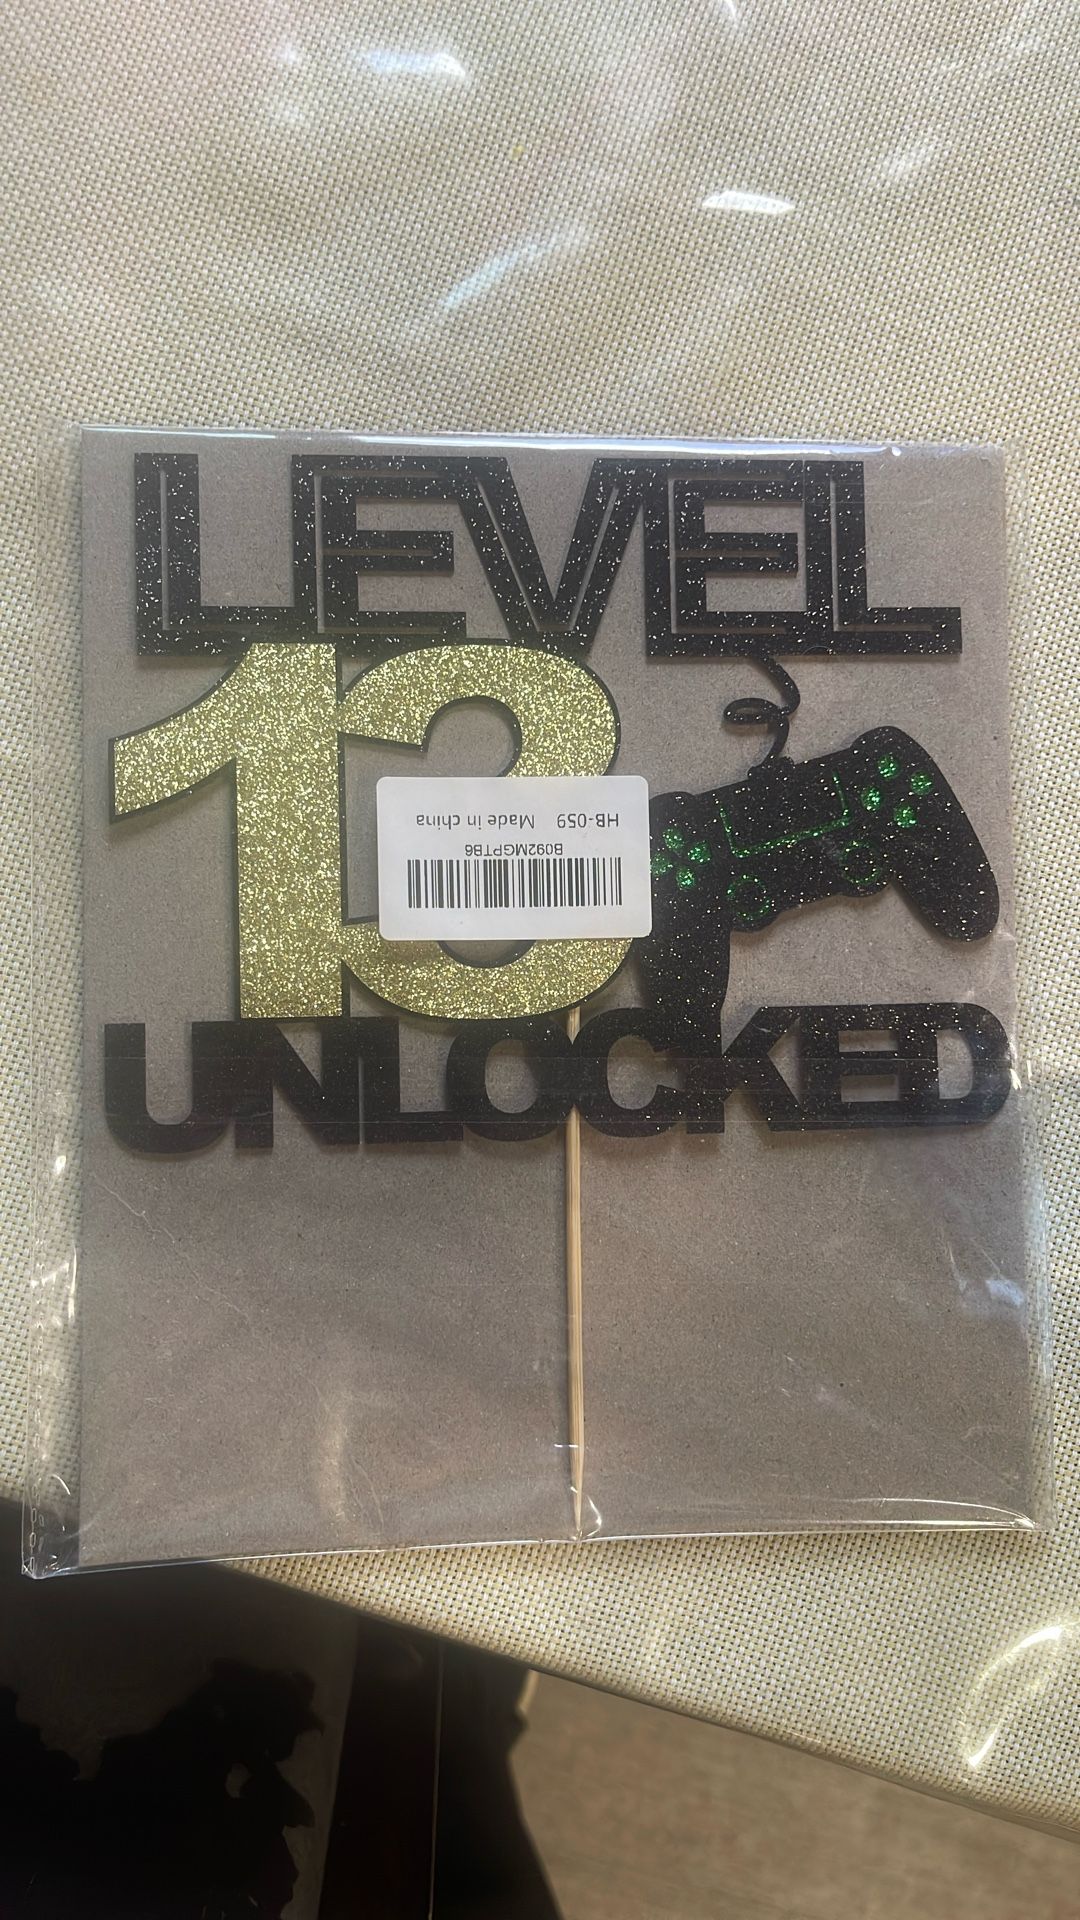 LEVEL
13
HB-059 Made in china
B092MGPTB6
UNLOCKED